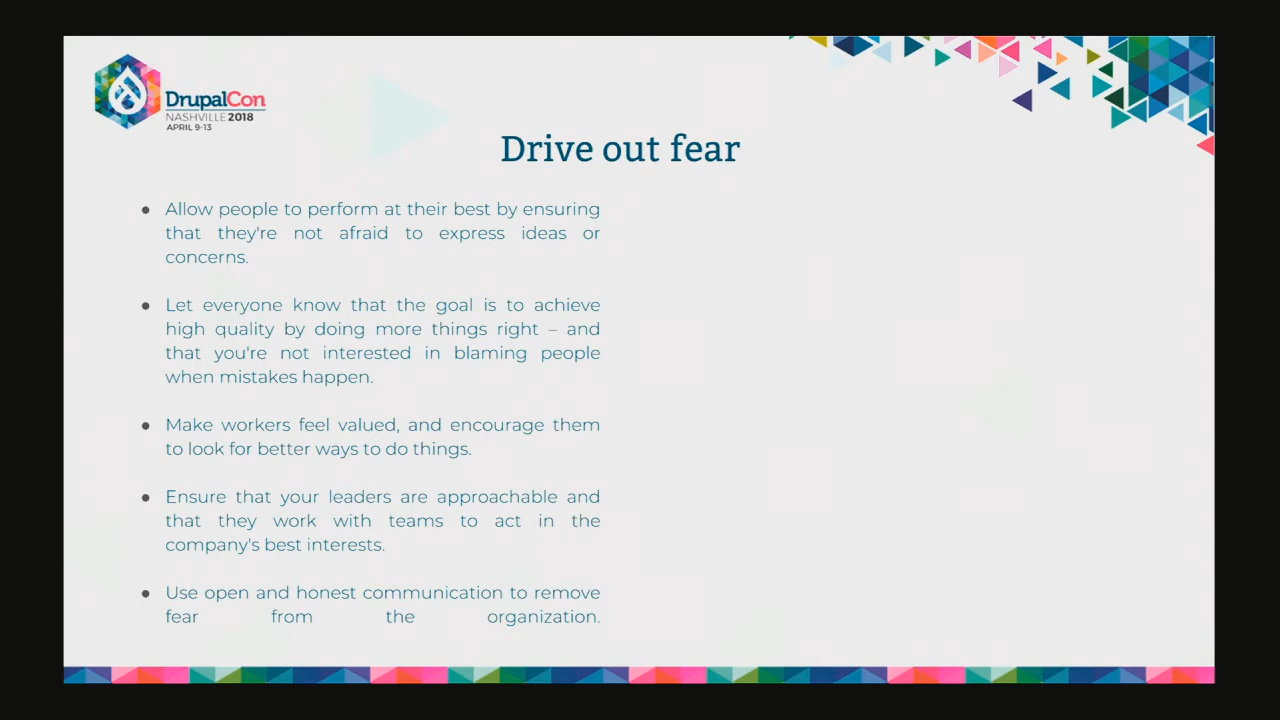 DrupalCon
NASHVILLE 2018
APRIL 9-13
Drive out fear
● Allow people to perform at their best by ensuring
that they're not afraid to express ideas or
concerns.
● Let everyone know that the goal is to achieve
high quality by doing more things right – and
that you're not interested in blaming people
when mistakes happen.
● Make workers feel valued, and encourage them
to look for better ways to do things.
● Ensure that your leaders are approachable and
that they work with teams to act in the
company's best interests.
● Use open and honest communication to remove
fear from the organization.